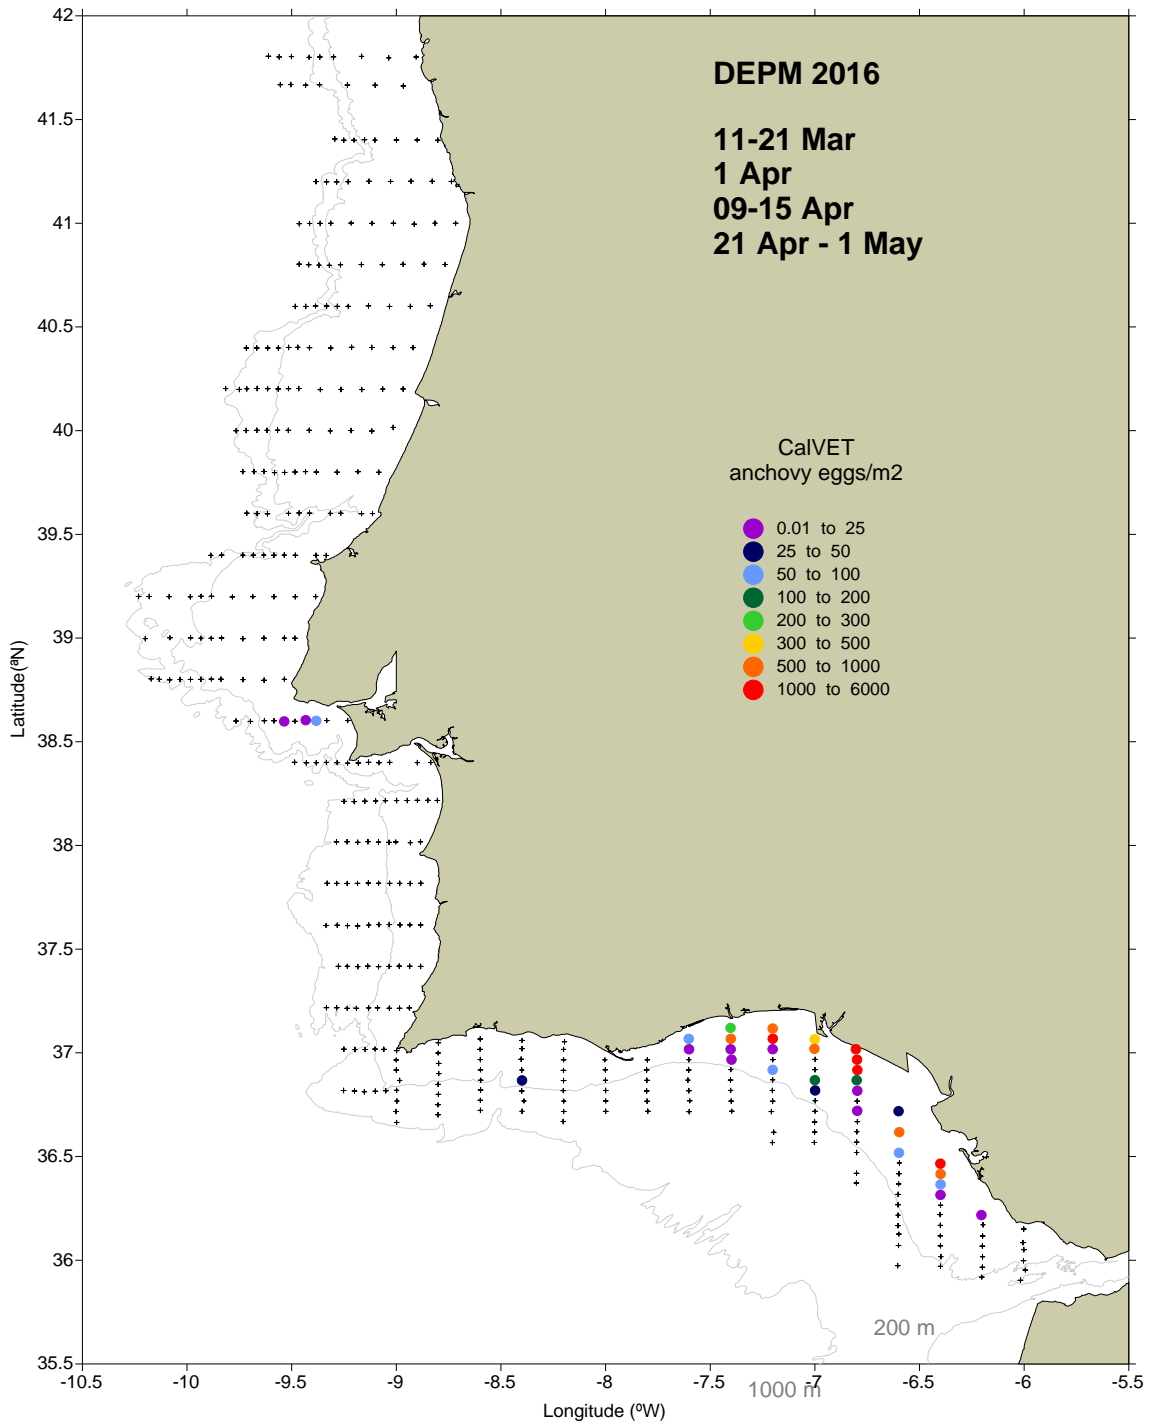 42
41.5
41
40.5
40
39.5
39
38.5
38
37.5
37
36.5
36
35.5
Latitude(ªN)
DEPM 2016
11-21 Mar
1 Apr
09-15 Apr
21 Apr - 1 May
CalVET
anchovy eggs/m2
0.01 to 25
25 to 50
50 to 100
100 to 200
200 to 300
300 to 500
500 to 1000
1000 to 6000
200 m
1000 m
-10.5
-10
-9.5
-9
-8.5
-8
-7.5
-7
-6.5
-6
-5.5
Longitude (ºW)